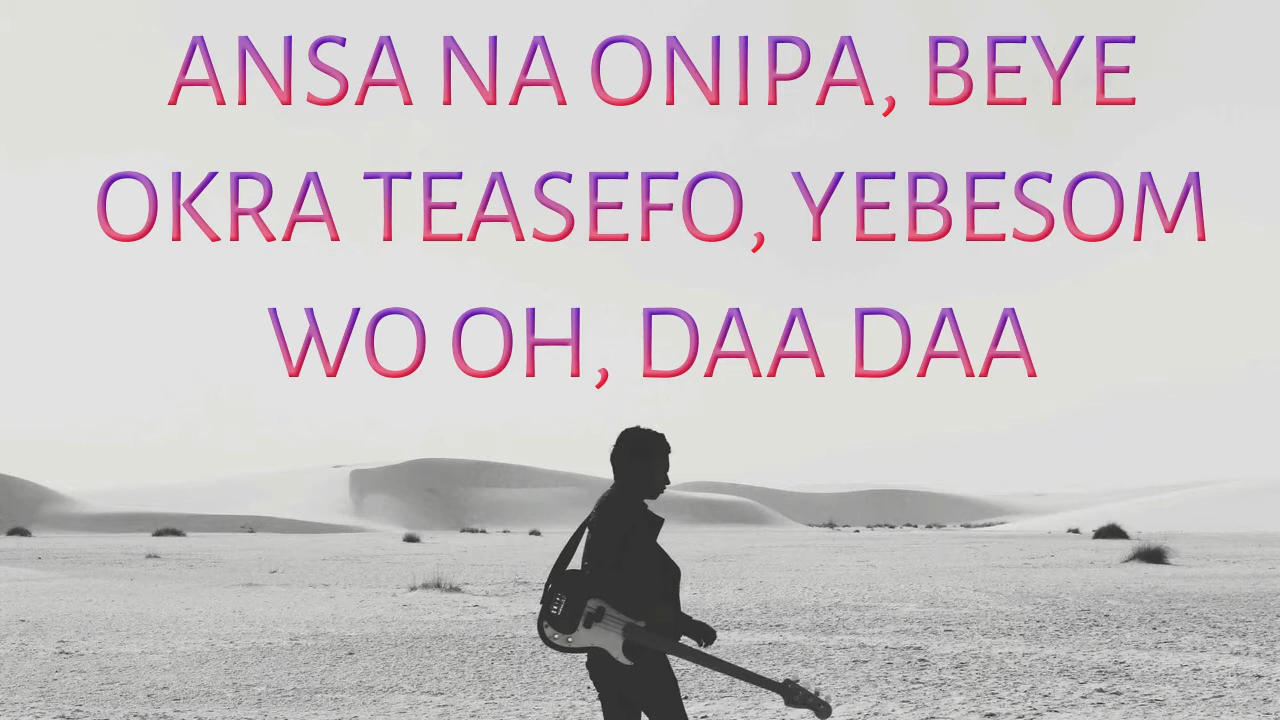 ANSA NA ONIPA, BEYE
OKRA TEASEFO, YEBESOM
WO OH, DAA DAA